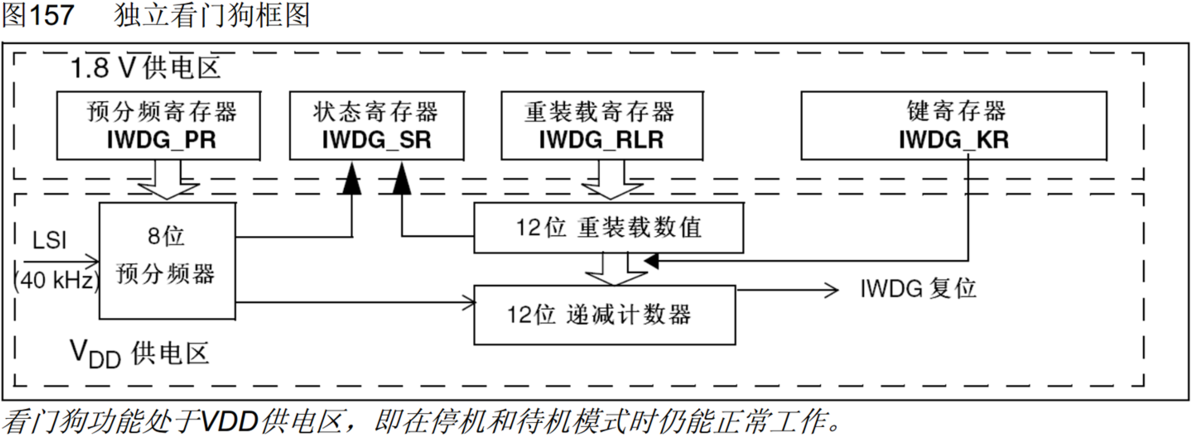 图157 独立看门狗框图
1.8 V 供电区
预分频寄存器
IWDG_PR
状态寄存器
IWDG_SR
重装载寄存器
IWDG_RLR
键寄存器
IWDG_KR
LSI
(40 kHz)
8位
预分频器
12位 重装载数值
12位 递减计数器
IWDG 复位
VDD 供电区
看门狗功能处于VDD供电区，即在停机和待机模式时仍能正常工作。